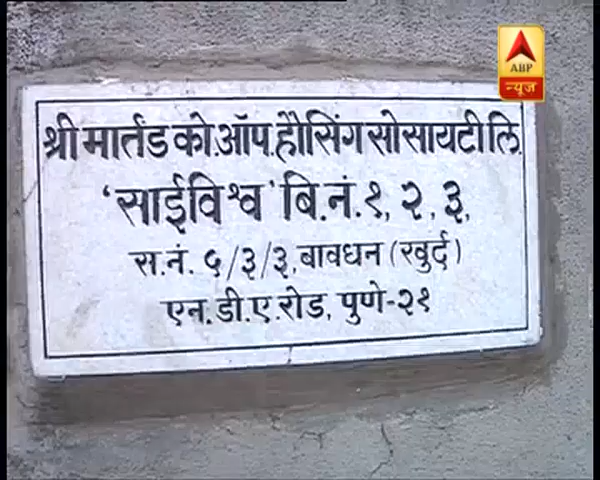 ABP
न्यूज़
श्री मार्तंड को.ऑप.हौसिंग सोसायटी लि.
'साईविश्व' बि.नं.१, २, ३,
स.नं. ५/३/३, बावधन (खुर्द)
एन.डी.ए.रोड, पुणे-२१